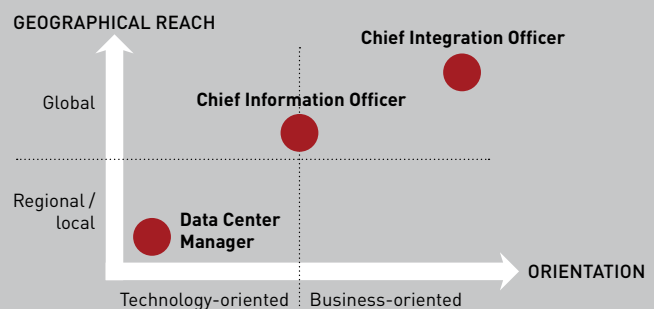 GEOGRAPHICAL REACH
Chief Integration Officer
Global
Chief Information Officer
Regional /
local
Data Center
Manager
ORIENTATION
Technology-oriented
Business-oriented